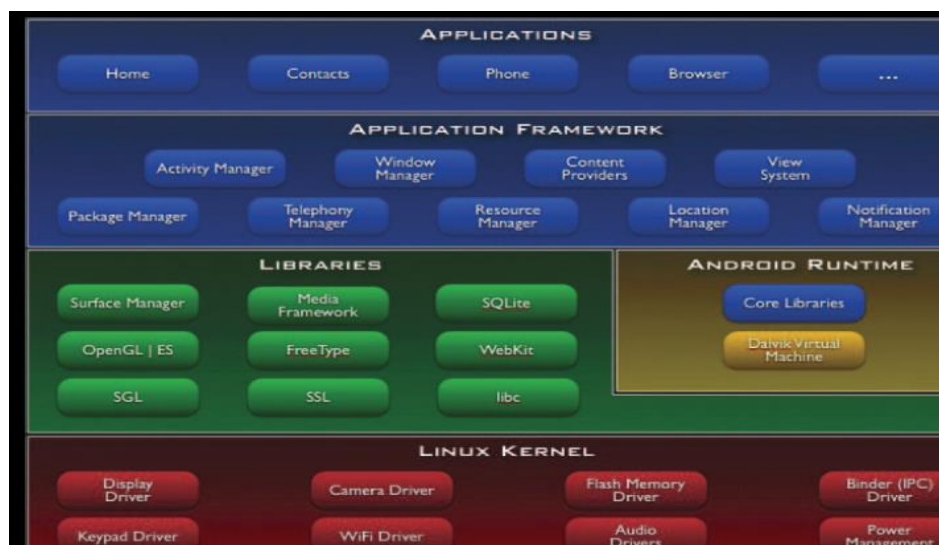 APPLICATIONS
Home Contacts Phone Browser ...
APPLICATION FRAMEWORK
Activity Manager Window Manager Content Providers View System
Package Manager Telephony Manager Resource Manager Location Manager Notification Manager
LIBRARIES
Surface Manager Media Framework SQLite
OpenGL | ES FreeType WebKit
SGL SSL libc
ANDROID RUNTIME
Core Libraries
Dalvik Virtual Machine
LINUX KERNEL
Display Driver Camera Driver Flash Memory Driver Binder (IPC) Driver
Keypad Driver WiFi Driver Audio Drivers Power Management